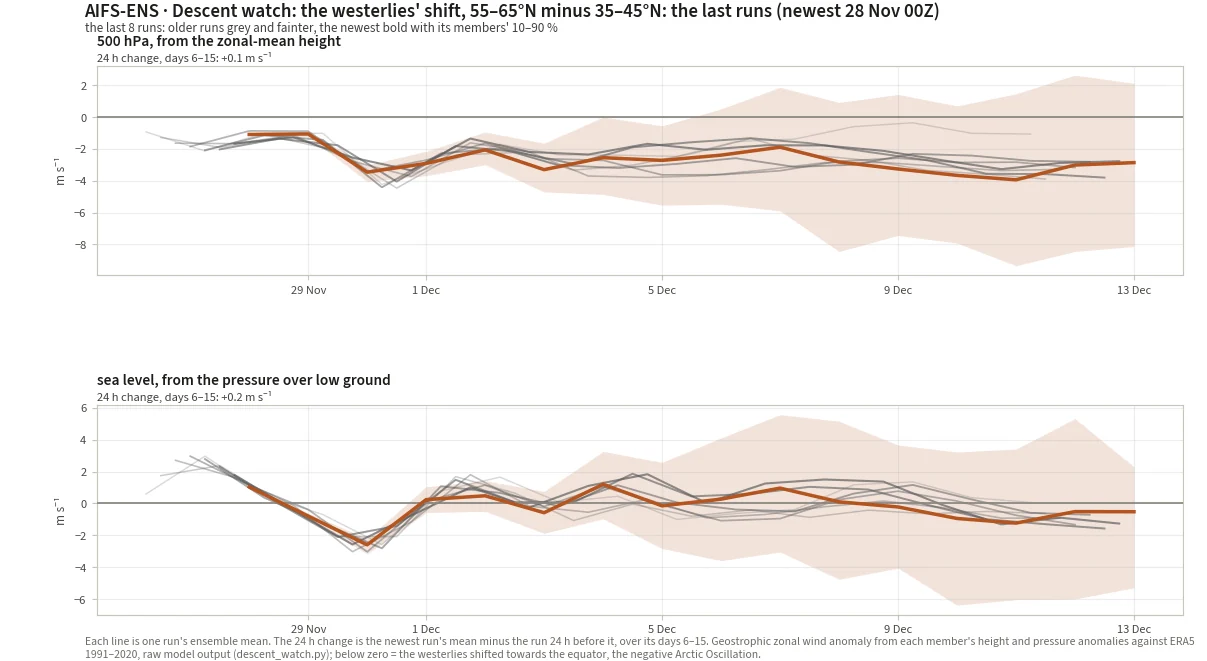 AIFS-ENS · Descent watch: the westerlies' shift, 55–65°N minus 35–45°N: the last runs (newest 28 Nov 00Z)
the last 8 runs: older runs grey and fainter, the newest bold with its members' 10–90 %
500 hPa, from the zonal-mean height
24 h change, days 6–15: +0.1 m s⁻¹
2
0
−2
−4
−6
−8
m s⁻¹
29 Nov
1 Dec
5 Dec
9 Dec
13 Dec
sea level, from the pressure over low ground
24 h change, days 6–15: +0.2 m s⁻¹
6
4
2
0
−2
−4
−6
m s⁻¹
29 Nov
1 Dec
5 Dec
9 Dec
13 Dec
Each line is one run's ensemble mean. The 24 h change is the newest run's mean minus the run 24 h before it, over its days 6–15. Geostrophic zonal wind anomaly from each member's height and pressure anomalies against ERA5
1991–2020, raw model output (descent_watch.py); below zero = the westerlies shifted towards the equator, the negative Arctic Oscillation.